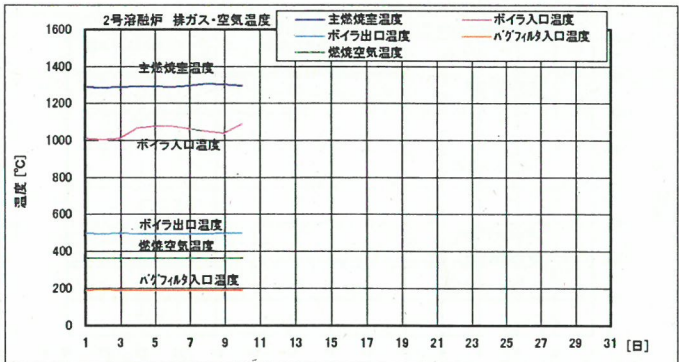 2号溶融炉 排ガス・空気温度
主燃焼室温度
ボイラ入口温度
ボイラ出口温度
バグフィルタ入口温度
燃焼空気温度
1600
1400
1200
1000
800
600
400
200
0
温度 [℃]
主燃焼室温度
ボイラ入口温度
ボイラ出口温度
燃焼空気温度
バグフィルタ入口温度
1 3 5 7 9 11 13 15 17 19 21 23 25 27 29 31 [日]